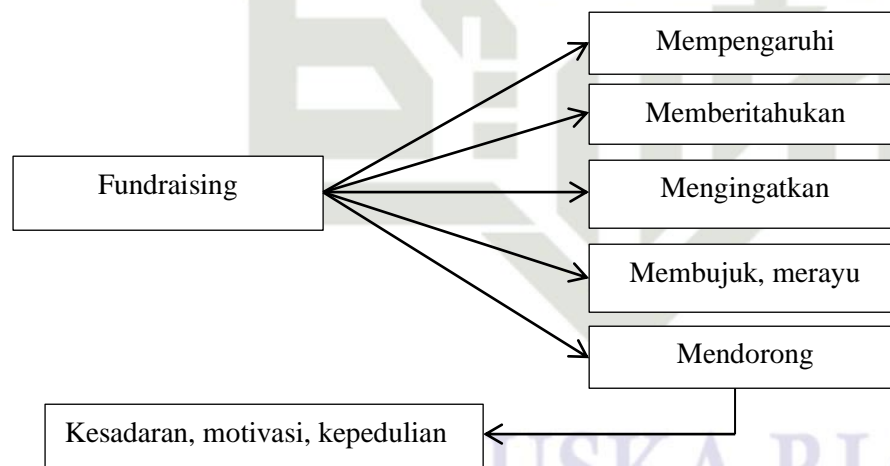 Mempengaruhi
Memberitahukan
Fundraising
Mengingatkan
Membujuk, merayu
Mendorong
Kesadaran, motivasi, kepedulian